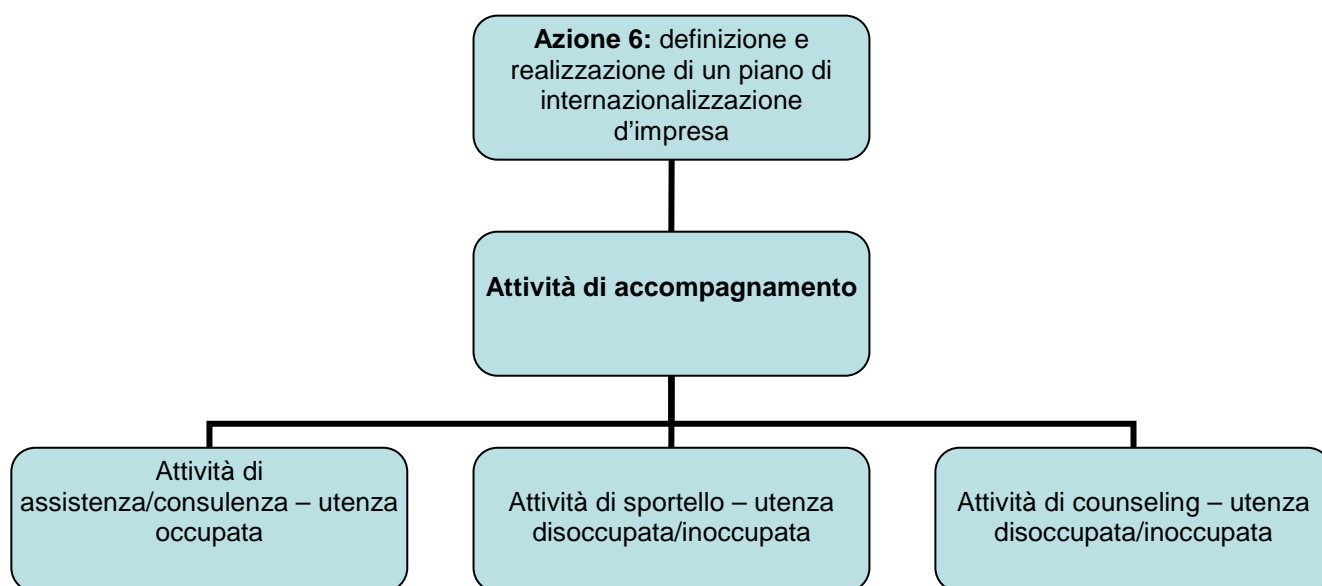 Azione 6: definizione e
realizzazione di un piano di
internazionalizzazione
d’impresa
Attività di accompagnamento
Attività di
assistenza/consulenza – utenza
occupata
Attività di sportello – utenza
disoccupata/inoccupata
Attività di counseling – utenza
disoccupata/inoccupata